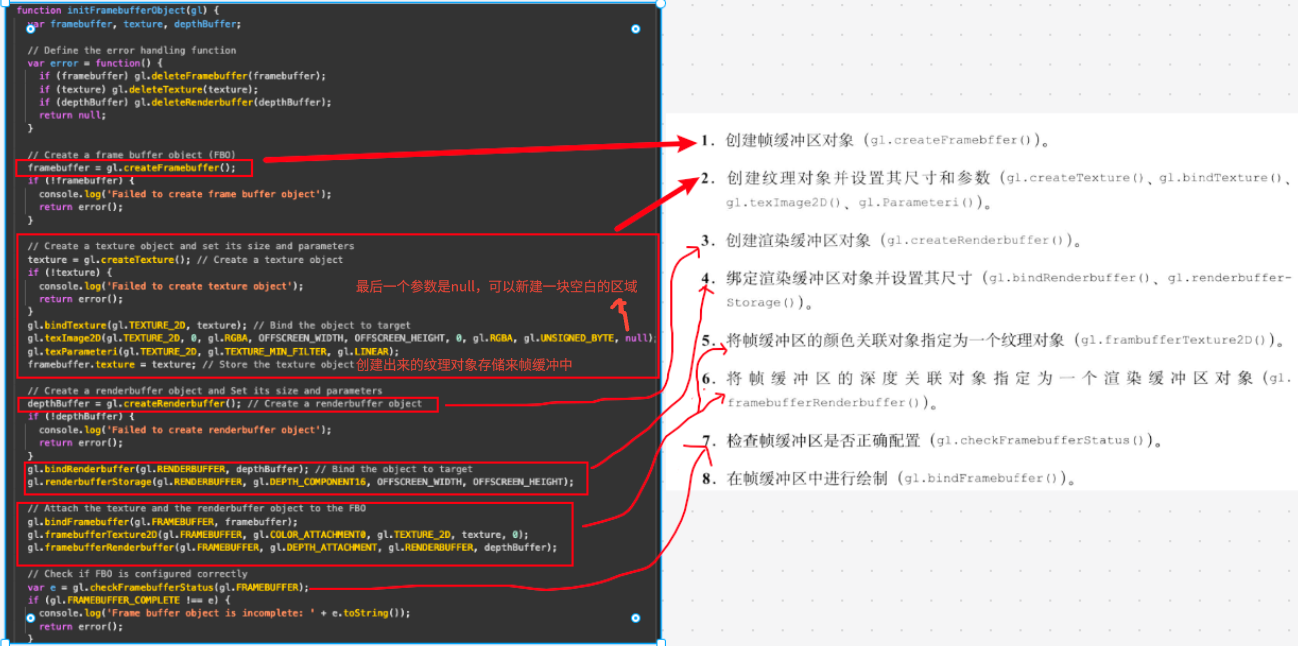 function initFramebufferObject(gl) {
var framebuffer, texture, depthBuffer;
// Define the error handling function
var error = function() {
if (framebuffer) gl.deleteFramebuffer(framebuffer);
if (texture) gl.deleteTexture(texture);
if (depthBuffer) gl.deleteRenderbuffer(depthBuffer);
return null;
}
// Create a frame buffer object (FBO)
framebuffer = gl.createFramebuffer();
if (!framebuffer) {
console.log('Failed to create frame buffer object');
return error();
}
// Create a texture object and set its size and parameters
texture = gl.createTexture(); // Create a texture object
if (!texture) {
console.log('Failed to create texture object');
return error();
}
最后一个参数是null，可以新建一块空白的区域
gl.bindTexture(gl.TEXTURE_2D, texture); // Bind the object to target
gl.texImage2D(gl.TEXTURE_2D, 0, gl.RGBA, OFFSCREEN_WIDTH, OFFSCREEN_HEIGHT, 0, gl.RGBA, gl.UNSIGNED_BYTE, null);
gl.texParameteri(gl.TEXTURE_2D, gl.TEXTURE_MIN_FILTER, gl.LINEAR);
framebuffer.texture = texture; // Store the texture object
创建出来的纹理对象存储来帧缓冲中
// Create a renderbuffer object and Set its size and parameters
depthBuffer = gl.createRenderbuffer(); // Create a renderbuffer object
if (!depthBuffer) {
console.log('Failed to create renderbuffer object');
return error();
}
gl.bindRenderbuffer(gl.RENDERBUFFER, depthBuffer); // Bind the object to target
gl.renderbufferStorage(gl.RENDERBUFFER, gl.DEPTH_COMPONENT16, OFFSCREEN_WIDTH, OFFSCREEN_HEIGHT);
// Attach the texture and the renderbuffer object to the FBO
gl.bindFramebuffer(gl.FRAMEBUFFER, framebuffer);
gl.framebufferTexture2D(gl.FRAMEBUFFER, gl.COLOR_ATTACHMENT0, gl.TEXTURE_2D, texture, 0);
gl.framebufferRenderbuffer(gl.FRAMEBUFFER, gl.DEPTH_ATTACHMENT, gl.RENDERBUFFER, depthBuffer);
// Check if FBO is configured correctly
var e = gl.checkFramebufferStatus(gl.FRAMEBUFFER);
if (gl.FRAMEBUFFER_COMPLETE !== e) {
console.log('Frame buffer object is incomplete: ' + e.toString());
return error();
}
1. 创建帧缓冲区对象（gl.createFramebffer()）。
2. 创建纹理对象并设置其尺寸和参数（gl.createTexture()、gl.bindTexture()、
gl.texImage2D()、gl.Parameteri()）。
3. 创建渲染缓冲区对象（gl.createRenderbuffer()）。
4. 绑定渲染缓冲区对象并设置其尺寸（gl.bindRenderbuffer()、gl.renderbuffer-
Storage()）。
5. 将帧缓冲区的颜色关联对象指定为一个纹理对象（gl.frambufferTexture2D()）。
6. 将帧缓冲区的深度关联对象指定为一个渲染缓冲区对象（gl.
framebufferRenderbuffer()）。
7. 检查帧缓冲区是否正确配置（gl.checkFramebufferStatus()）。
8. 在帧缓冲区中进行绘制（gl.bindFramebuffer()）。